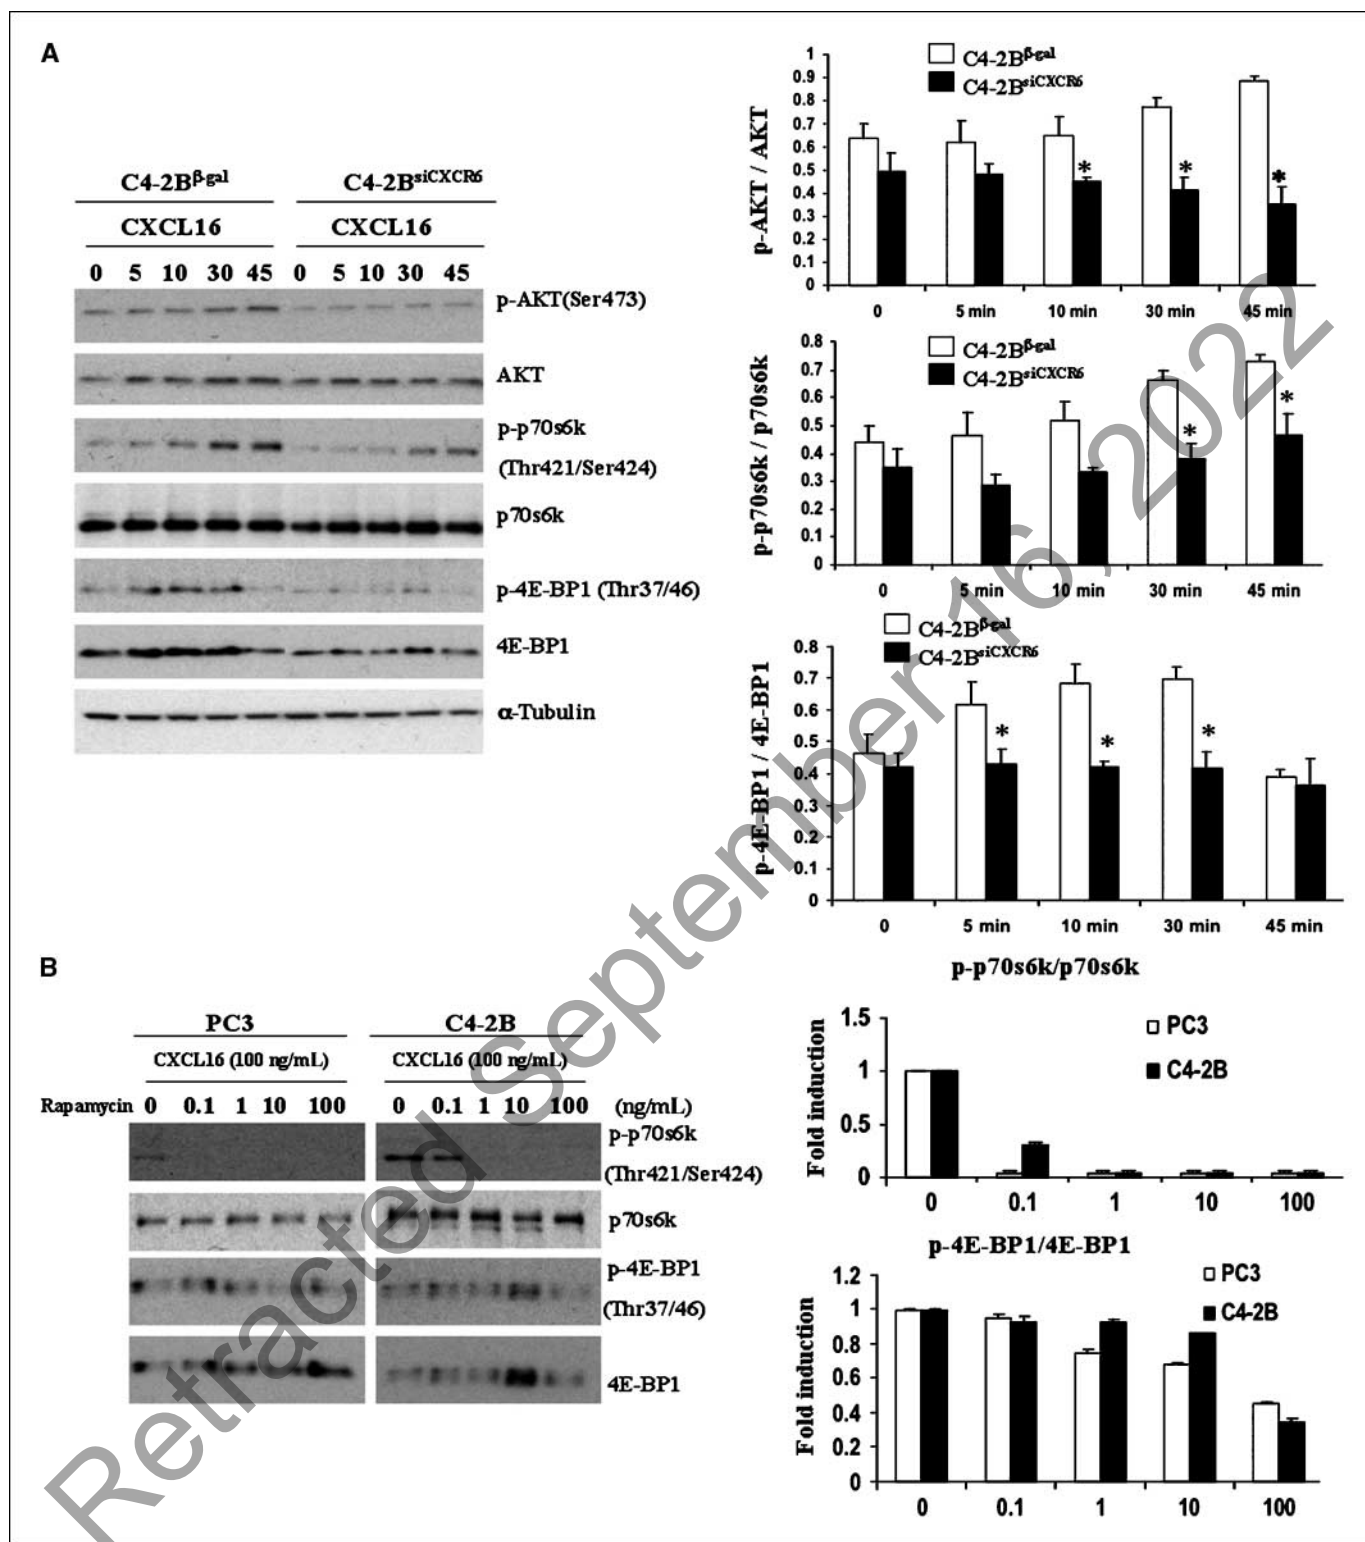 A
C4-2Bβ-gal C4-2BsiCXCR6
CXCL16 CXCL16
0 5 10 30 45 0 5 10 30 45
p-AKT(Ser473)
AKT
p-p70s6k
(Thr421/Ser424)
p70s6k
p-4E-BP1 (Thr37/46)
4E-BP1
α-Tubulin
p-AKT / AKT
C4-2Bβ-gal
C4-2BsiCXCR6
1
0.9
0.8
0.7
0.6
0.5
0.4
0.3
0.2
0.1
0
* * *
0 5 min 10 min 30 min 45 min
p-p70s6k / p70s6k
C4-2Bβ-gal
C4-2BsiCXCR6
0.8
0.7
0.6
0.5
0.4
0.3
0.2
0.1
0
* *
0 5 min 10 min 30 min 45 min
p-4E-BP1 / 4E-BP1
C4-2Bβ-gal
C4-2BsiCXCR6
0.8
0.7
0.6
0.5
0.4
0.3
0.2
0.1
0
* * *
0 5 min 10 min 30 min 45 min
B
PC3 C4-2B
CXCL16 (100 ng/mL) CXCL16 (100 ng/mL)
Rapamycin 0 0.1 1 10 100 0 0.1 1 10 100 (ng/mL)
p-p70s6k
(Thr421/Ser424)
p70s6k
p-4E-BP1
(Thr37/46)
4E-BP1
p-p70s6k/p70s6k
Fold induction
PC3
C4-2B
1.5
1
0.5
0
0 0.1 1 10 100
p-4E-BP1/4E-BP1
Fold induction
PC3
C4-2B
1.2
1
0.8
0.6
0.4
0.2
0
0 0.1 1 10 100
Retracted September 16, 2022